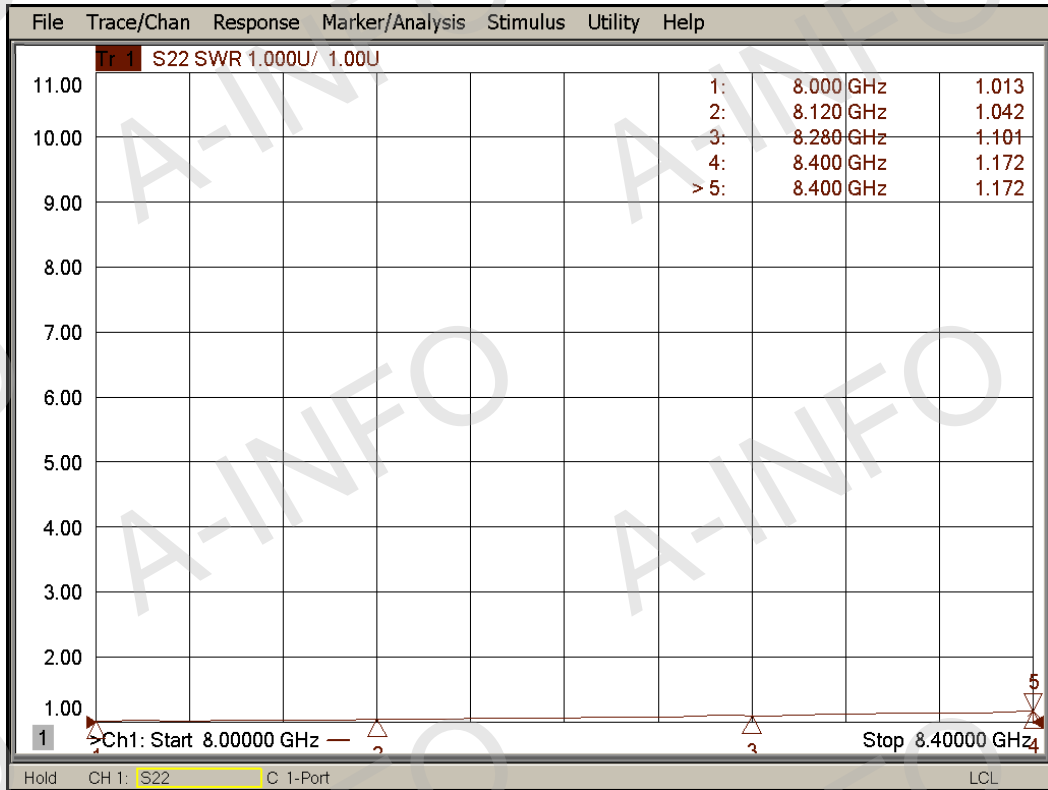 File Trace/Chan Response Marker/Analysis Stimulus Utility Help
Tr 1 S22 SWR 1.000U/ 1.00U
11.00
10.00
9.00
8.00
7.00
6.00
5.00
4.00
3.00
2.00
1.00
1: 8.000 GHz 1.013
2: 8.120 GHz 1.042
3: 8.280 GHz 1.101
4: 8.400 GHz 1.172
> 5: 8.400 GHz 1.172
A-INFO
A-INFO
A-INFO
A-INFO
5
1
2
3
4
1 >Ch1: Start 8.00000 GHz — Stop 8.40000 GHz
Hold CH 1: S22 C 1-Port LCL